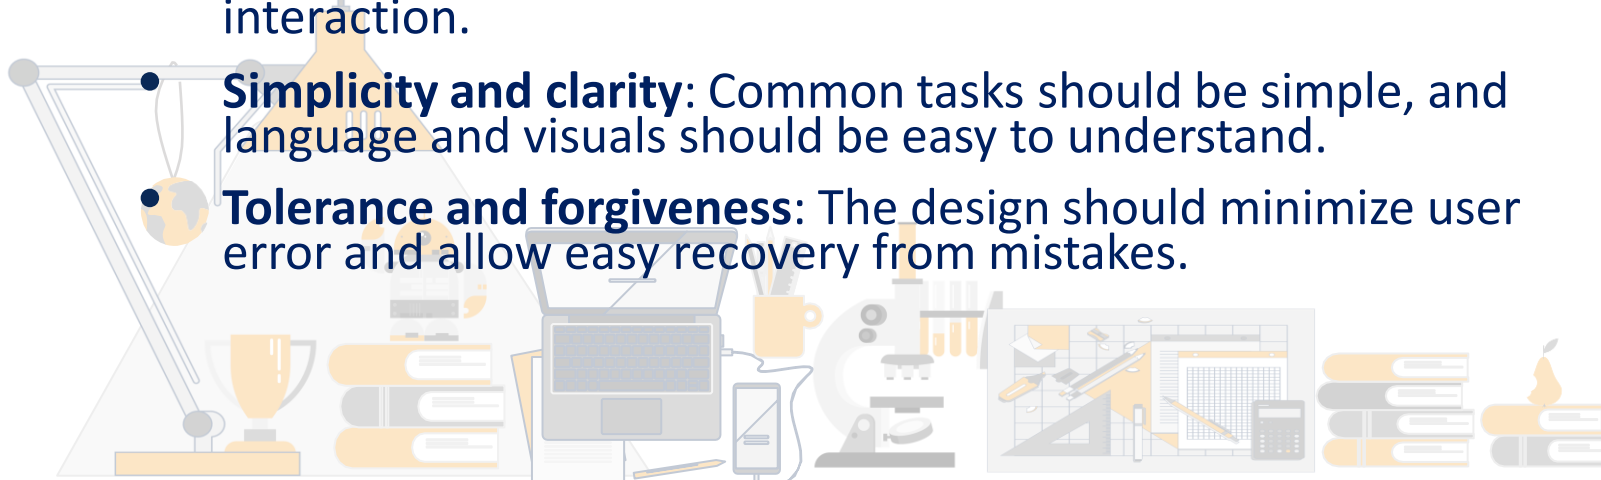 interaction.
• Simplicity and clarity: Common tasks should be simple, and
language and visuals should be easy to understand.
• Tolerance and forgiveness: The design should minimize user
error and allow easy recovery from mistakes.